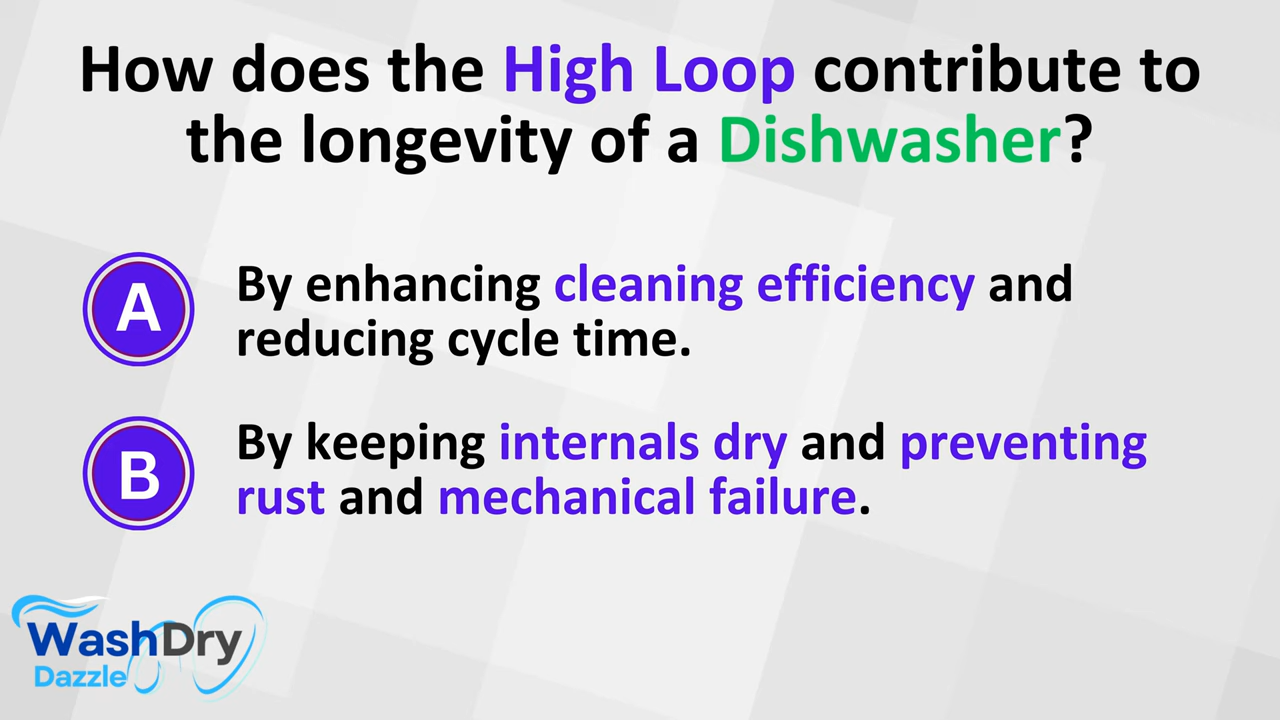 How does the High Loop contribute to
the longevity of a Dishwasher?
A
By enhancing cleaning efficiency and
reducing cycle time.
B
By keeping internals dry and preventing
rust and mechanical failure.
WashDry
Dazzle